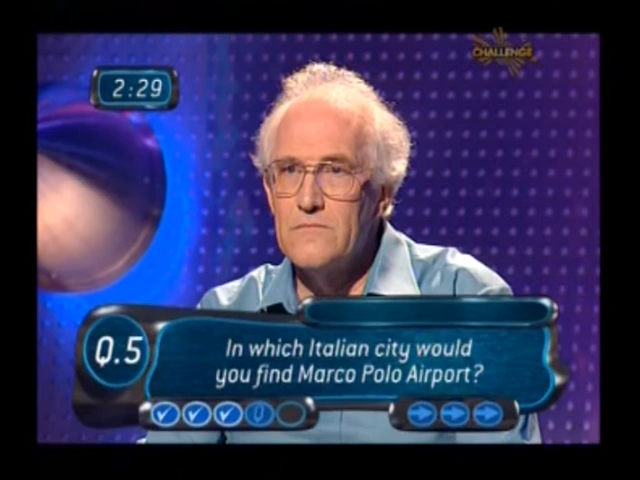 CHALLENGE
2:29
Q.5
In which Italian city would
you find Marco Polo Airport?